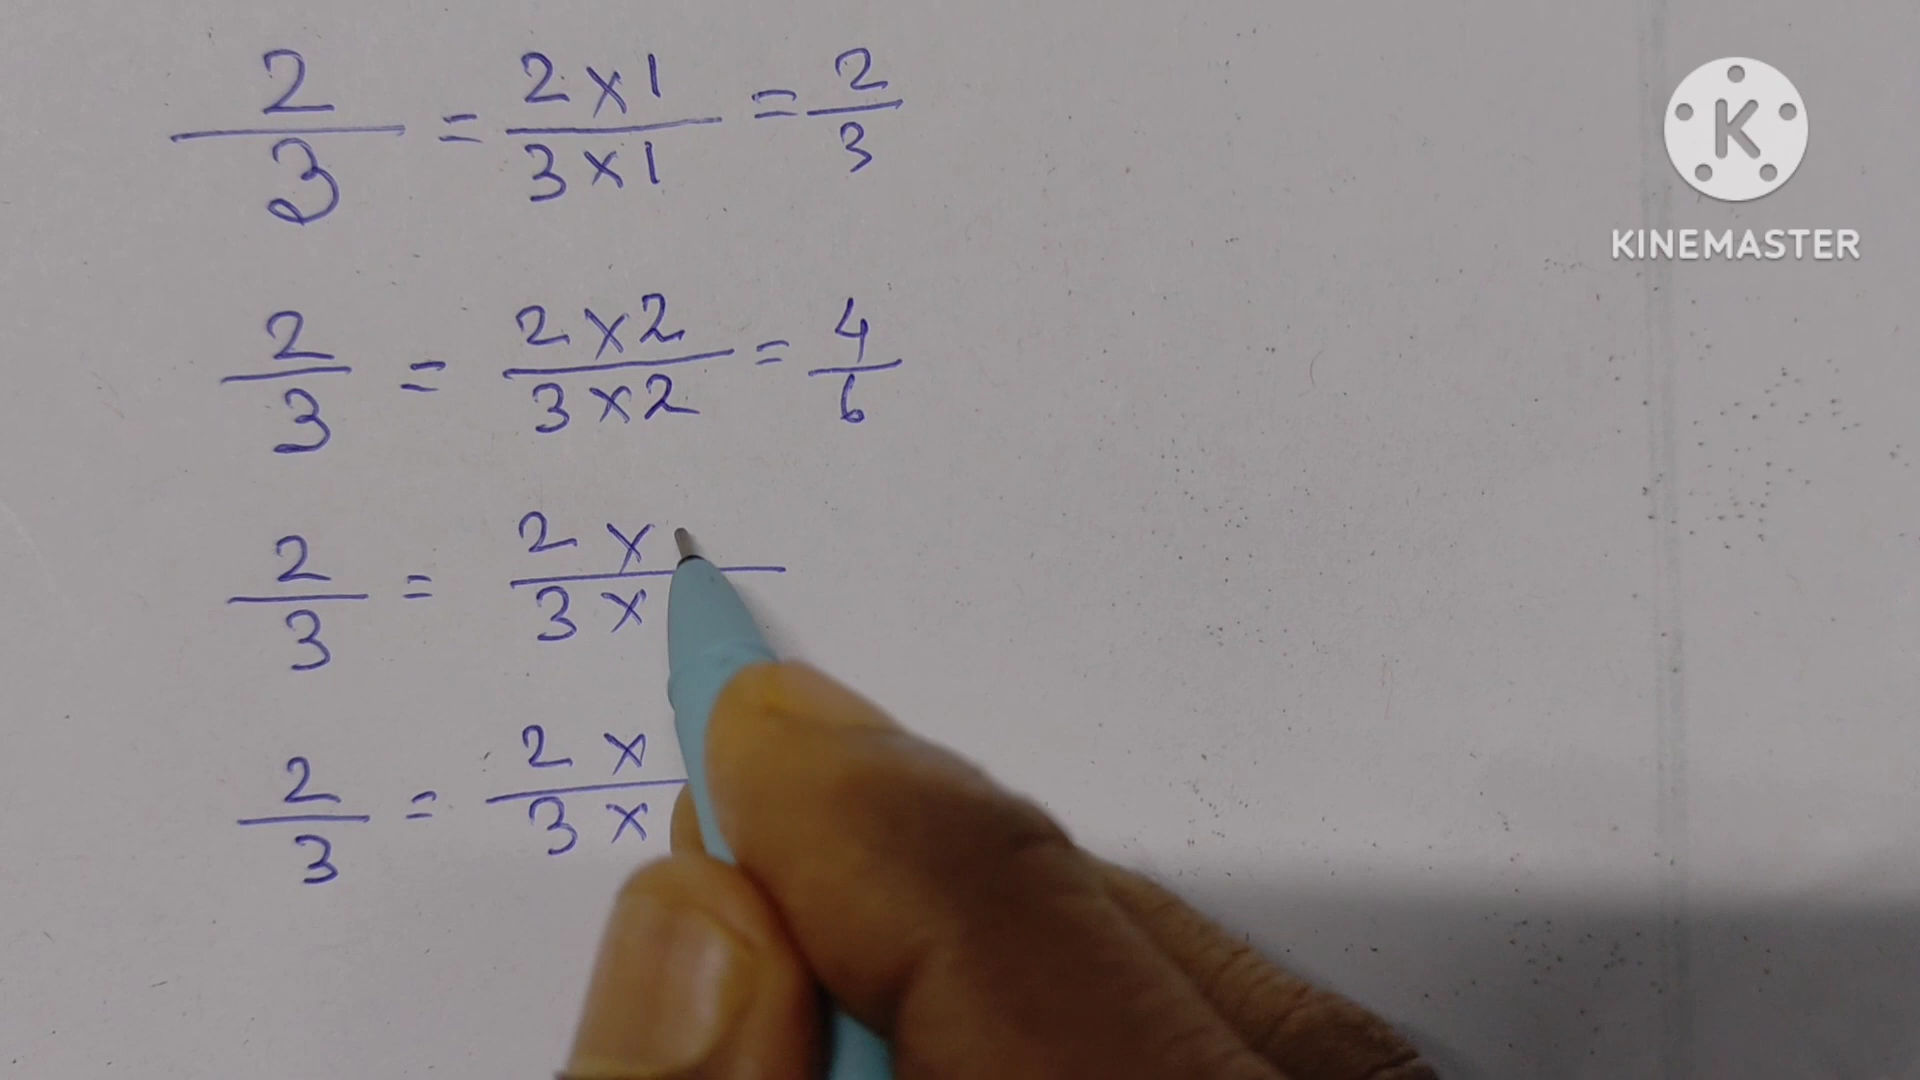 2/3 = 2 x 1 / 3 x 1 = 2/3
K
KINEMASTER
2/3 = 2 x 2 / 3 x 2 = 4/6
2/3 = 2 x / 3 x
2/3 = 2 x / 3 x